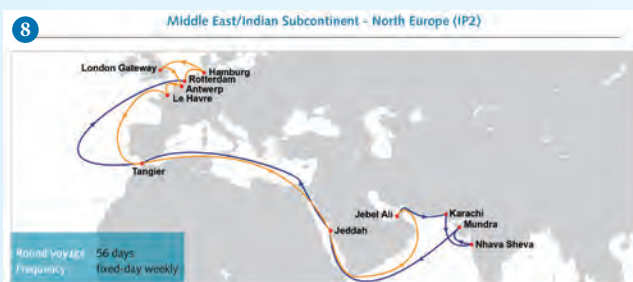 8
Middle East/Indian Subcontinent - North Europe (IP2)
London Gateway
Hamburg
Rotterdam
Antwerp
Le Havre
Tangier
Jebel Ali
Karachi
Mundra
Jeddah
Nhava Sheva
Round voyage 56 days
Frequency fixed-day weekly